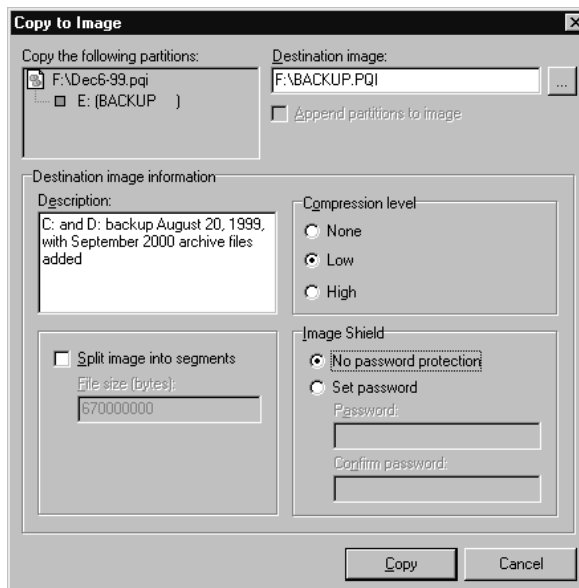 Copy to Image
Copy the following partitions:
F:\Dec6-99.pqi
E: (BACKUP )
Destination image:
F:\BACKUP.PQI
...
Append partitions to image
Destination image information
Description:
C: and D: backup August 20, 1999,
with September 2000 archive files
added
Compression level
None
Low
High
Split image into segments
File size (bytes):
670000000
Image Shield
No password protection
Set password
Password:
Confirm password:
Copy
Cancel